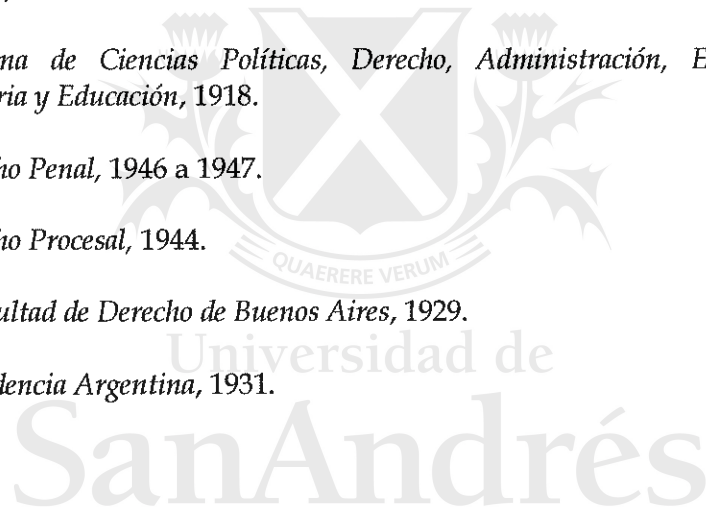 na de Ciencias Políticas, Derecho, Administración, E
ria y Educación, 1918.
ho Penal, 1946 a 1947.
ho Procesal, 1944.
ultad de Derecho de Buenos Aires, 1929.
dencia Argentina, 1931.
QUAERERE VERUM
Universidad de
SanAndrés